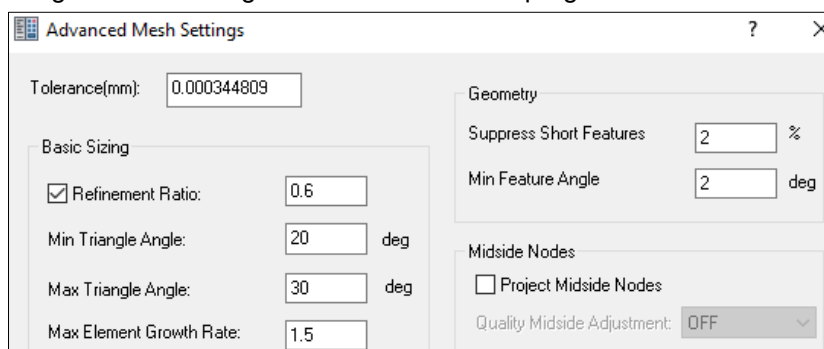 Advanced Mesh Settings ?
Tolerance(mm): 0.000344809
Basic Sizing
Refinement Ratio: 0.6
Min Triangle Angle: 20 deg
Max Triangle Angle: 30 deg
Max Element Growth Rate: 1.5
Geometry
Suppress Short Features 2 %
Min Feature Angle 2 deg
Midside Nodes
Project Midside Nodes
Quality Midside Adjustment: OFF